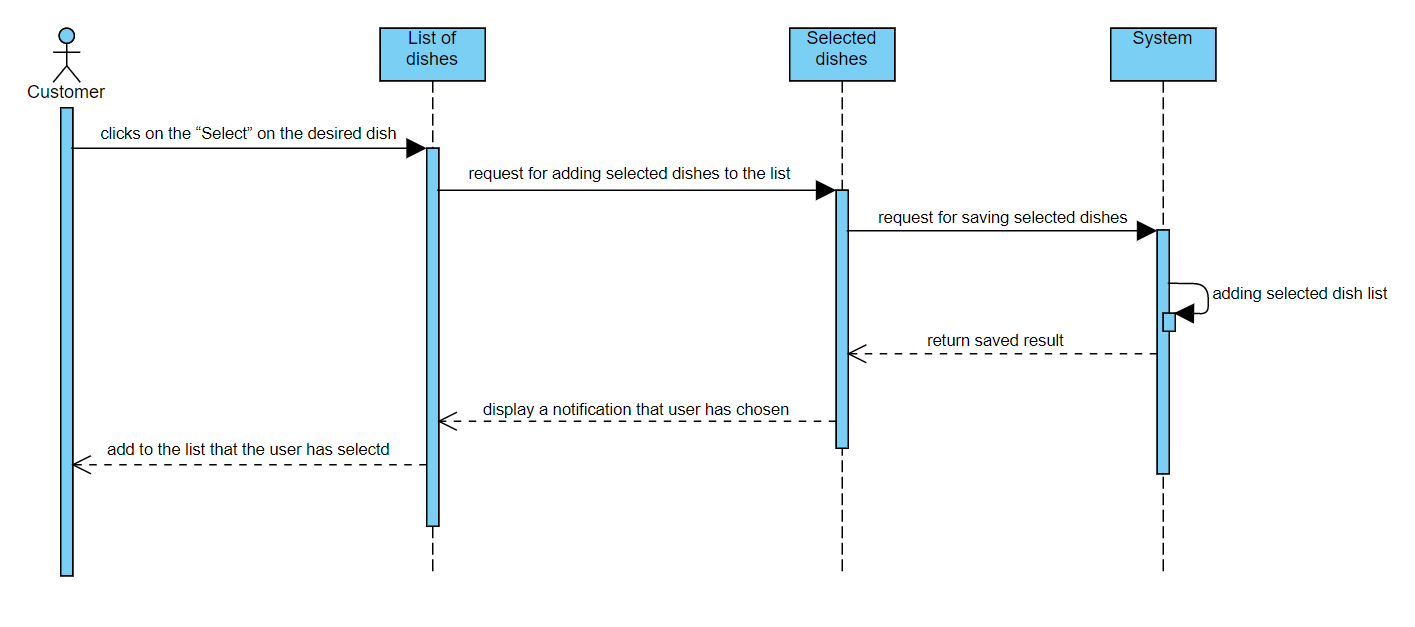 Customer
List of
dishes
Selected
dishes
System
clicks on the “Select” on the desired dish
request for adding selected dishes to the list
request for saving selected dishes
adding selected dish list
return saved result
display a notification that user has chosen
add to the list that the user has selectd